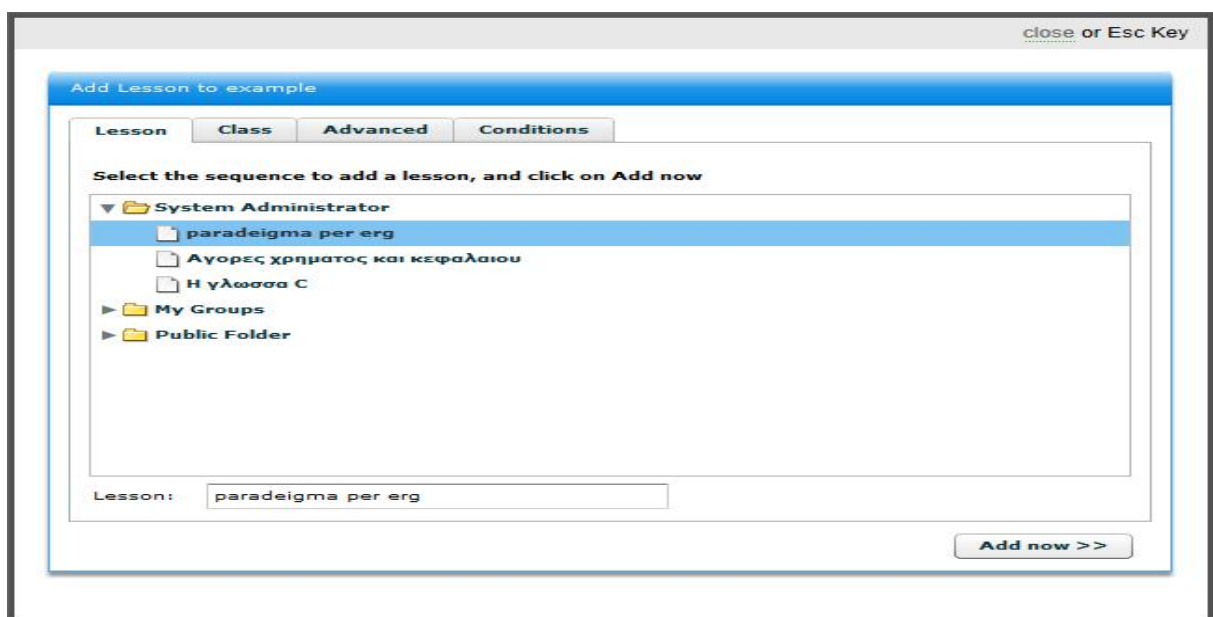 close or Esc Key
Add Lesson to example
Lesson Class Advanced Conditions
Select the sequence to add a lesson, and click on Add now
System Administrator
paradeigma per erg
Αγορες χρηματος και κεφαλαιου
Η γλωσσα C
My Groups
Public Folder
Lesson: paradeigma per erg
Add now >>